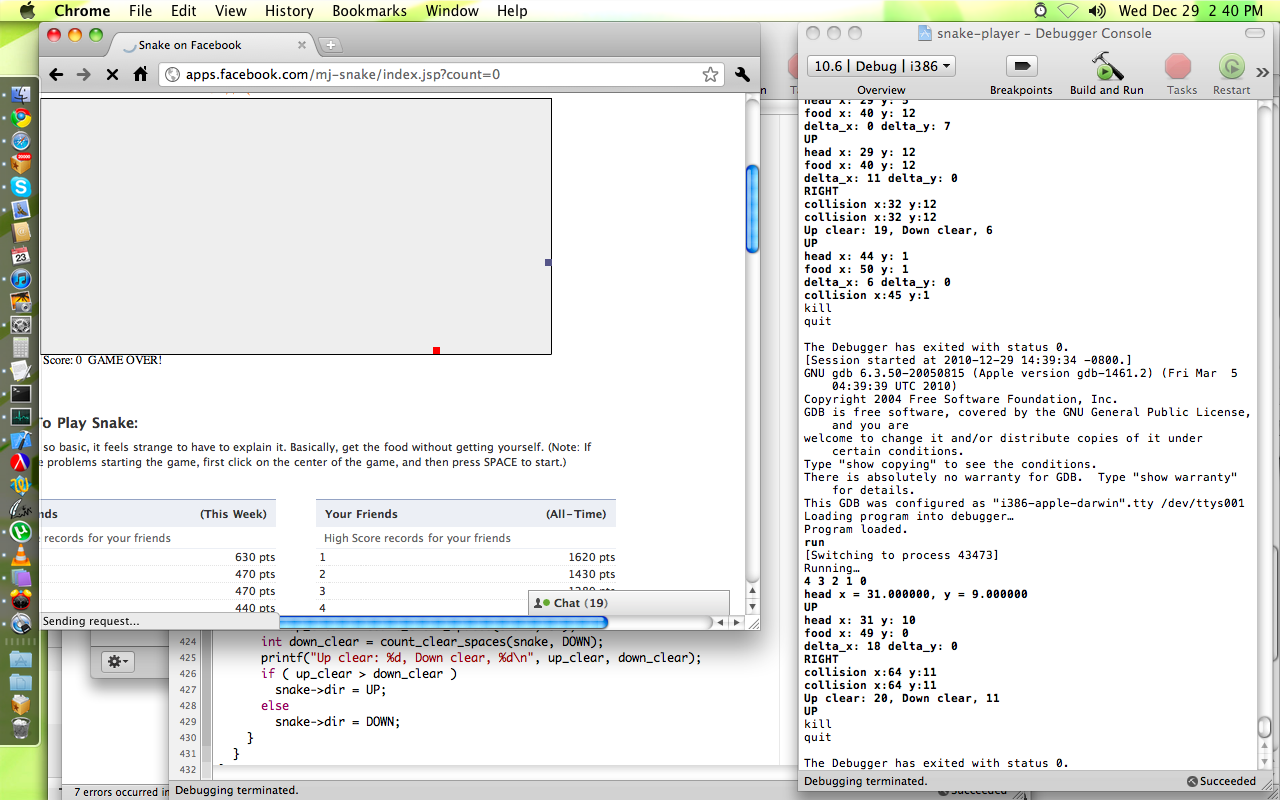 Chrome File Edit View History Bookmarks Window Help
Wed Dec 29 2:40 PM
Snake on Facebook
apps.facebook.com/mj-snake/index.jsp?count=0
Score: 0 GAME OVER!
To Play Snake:
so basic, it feels strange to have to explain it. Basically, get the food without getting yourself. (Note: If
problems starting the game, first click on the center of the game, and then press SPACE to start.)
(This Week)
records for your friends
630 pts
470 pts
470 pts
440 pts
Your Friends (All-Time)
High Score records for your friends
1 1620 pts
2 1430 pts
3
4
Chat (19)
Sending request...
23
424 int down_clear = count_clear_spaces(snake, DOWN);
425 printf("Up clear: %d, Down clear, %d\n", up_clear, down_clear);
426 if ( up_clear > down_clear )
427 snake->dir = UP;
428 else
429 snake->dir = DOWN;
430 }
431 }
432
7 errors occurred in
Debugging terminated.
Succeeded
snake-player – Debugger Console
10.6 | Debug | i386
Overview Breakpoints Build and Run Tasks Restart
head x: 29 y: 5
food x: 40 y: 12
delta_x: 0 delta_y: 7
UP
head x: 29 y: 12
food x: 40 y: 12
delta_x: 11 delta_y: 0
RIGHT
collision x:32 y:12
collision x:32 y:12
Up clear: 19, Down clear, 6
UP
head x: 44 y: 1
food x: 50 y: 1
delta_x: 6 delta_y: 0
collision x:45 y:1
kill
quit
The Debugger has exited with status 0.
[Session started at 2010-12-29 14:39:34 -0800.]
GNU gdb 6.3.50-20050815 (Apple version gdb-1461.2) (Fri Mar 5
04:39:39 UTC 2010)
Copyright 2004 Free Software Foundation, Inc.
GDB is free software, covered by the GNU General Public License,
and you are
welcome to change it and/or distribute copies of it under
certain conditions.
Type "show copying" to see the conditions.
There is absolutely no warranty for GDB. Type "show warranty"
for details.
This GDB was configured as "i386-apple-darwin".tty /dev/ttys001
Loading program into debugger…
Program loaded.
run
[Switching to process 43473]
Running…
4 3 2 1 0
head x = 31.000000, y = 9.000000
UP
head x: 31 y: 10
food x: 49 y: 0
delta_x: 18 delta_y: 0
RIGHT
collision x:64 y:11
collision x:64 y:11
Up clear: 20, Down clear, 11
UP
kill
quit
The Debugger has exited with status 0.
Debugging terminated.
Succeeded